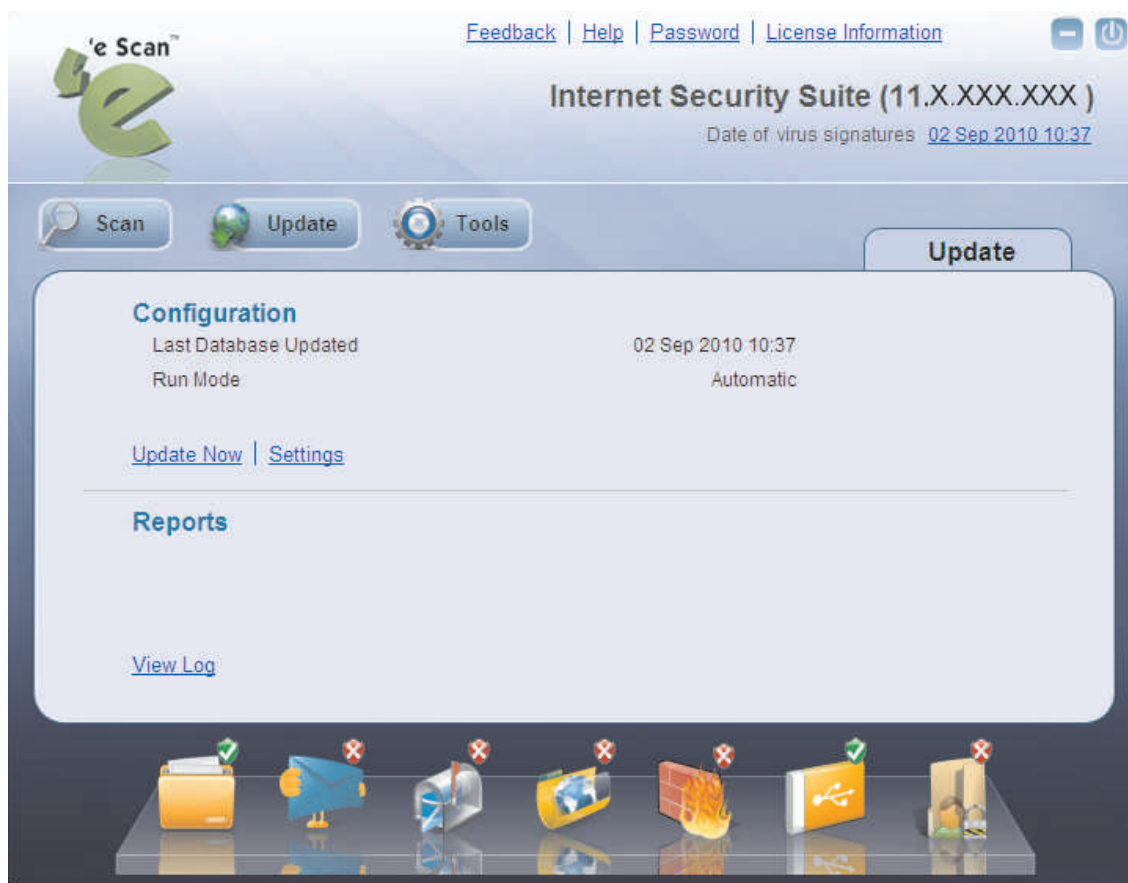 'e Scan™
Feedback | Help | Password | License Information
Internet Security Suite (11.X.XXX.XXX )
Date of virus signatures 02 Sep 2010 10:37
Scan
Update
Tools
Update
Configuration
Last Database Updated 02 Sep 2010 10:37
Run Mode Automatic
Update Now | Settings
Reports
View Log